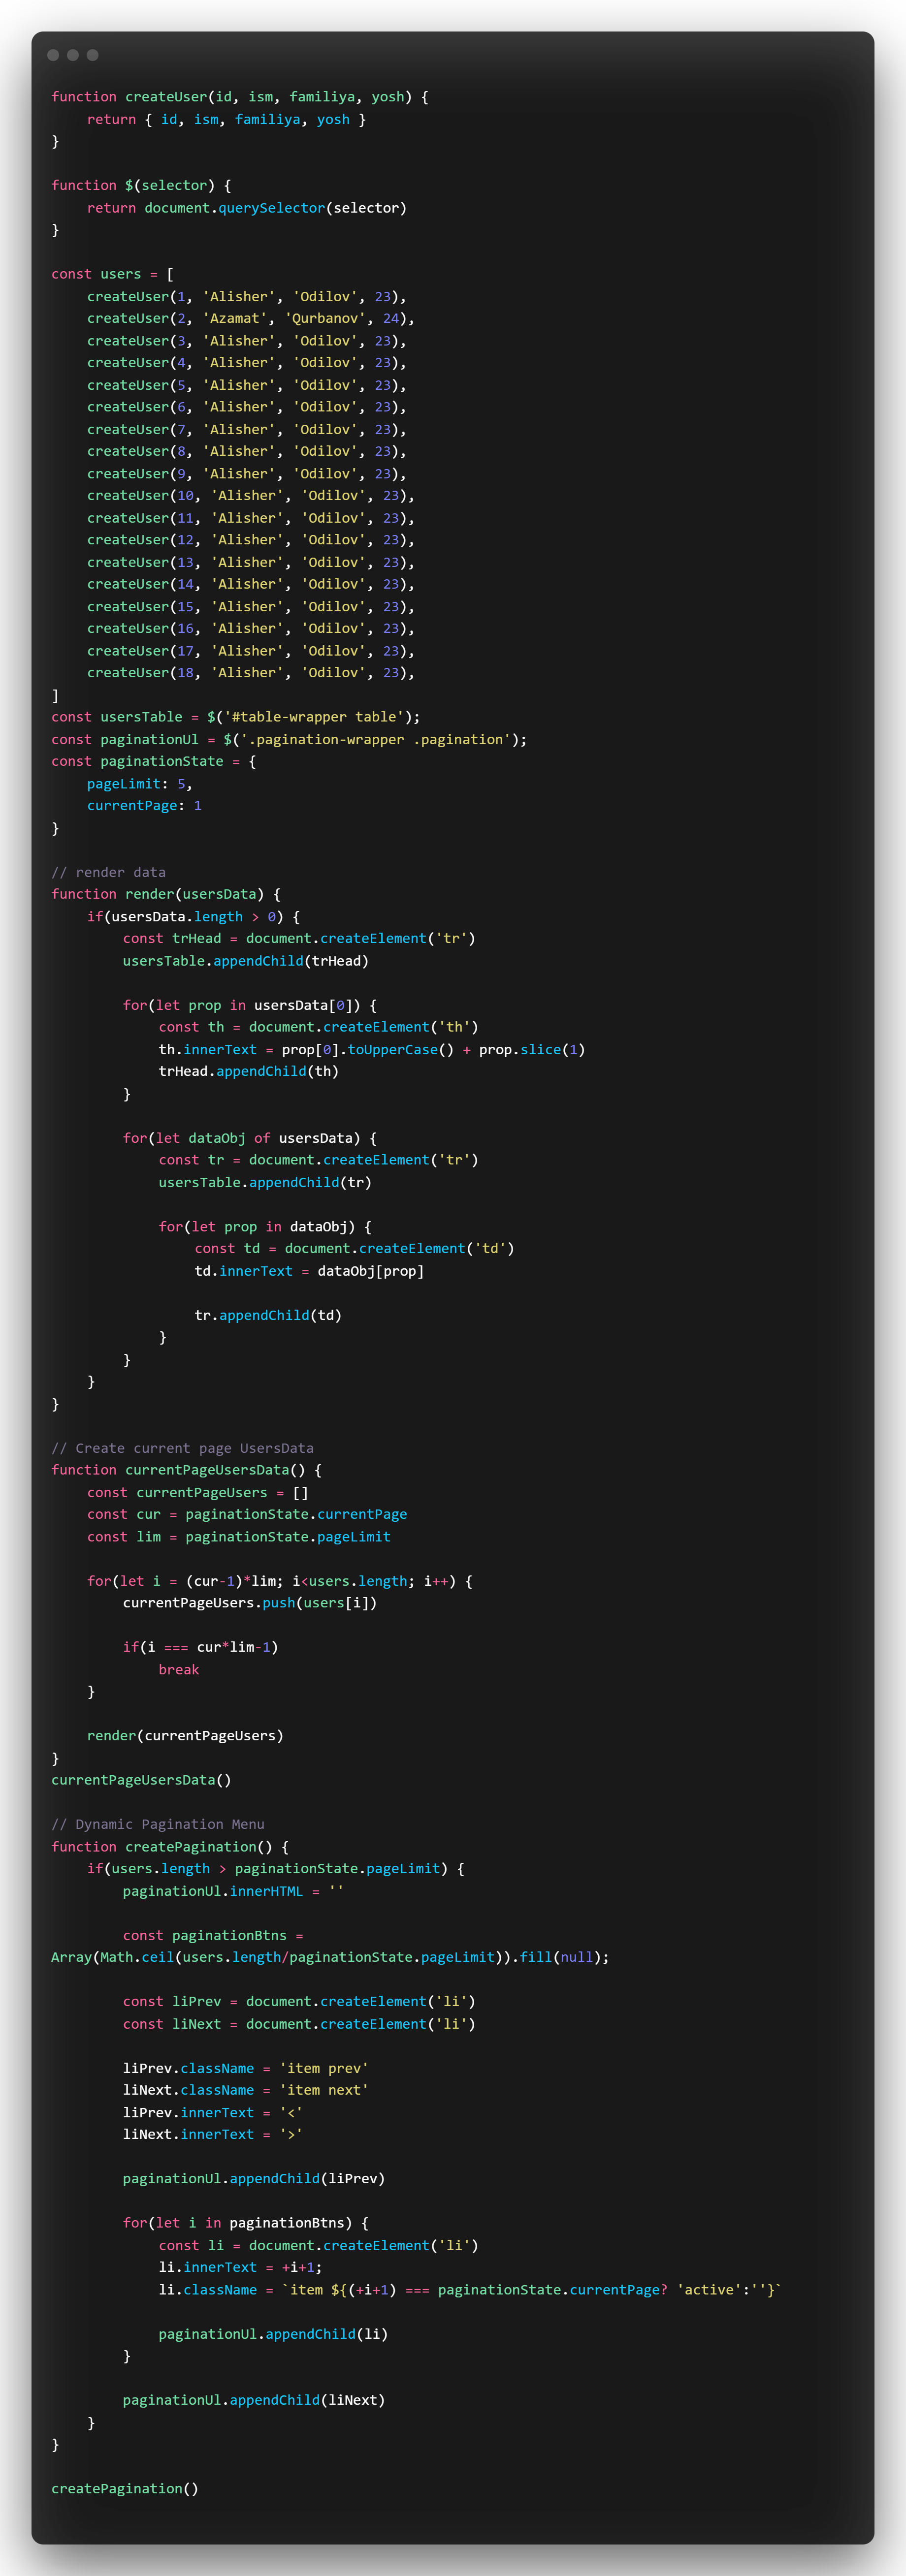 function createUser(id, ism, familiya, yosh) {
    return { id, ism, familiya, yosh }
}

function $(selector) {
    return document.querySelector(selector)
}

const users = [
    createUser(1, 'Alisher', 'Odilov', 23),
    createUser(2, 'Azamat', 'Qurbanov', 24),
    createUser(3, 'Alisher', 'Odilov', 23),
    createUser(4, 'Alisher', 'Odilov', 23),
    createUser(5, 'Alisher', 'Odilov', 23),
    createUser(6, 'Alisher', 'Odilov', 23),
    createUser(7, 'Alisher', 'Odilov', 23),
    createUser(8, 'Alisher', 'Odilov', 23),
    createUser(9, 'Alisher', 'Odilov', 23),
    createUser(10, 'Alisher', 'Odilov', 23),
    createUser(11, 'Alisher', 'Odilov', 23),
    createUser(12, 'Alisher', 'Odilov', 23),
    createUser(13, 'Alisher', 'Odilov', 23),
    createUser(14, 'Alisher', 'Odilov', 23),
    createUser(15, 'Alisher', 'Odilov', 23),
    createUser(16, 'Alisher', 'Odilov', 23),
    createUser(17, 'Alisher', 'Odilov', 23),
    createUser(18, 'Alisher', 'Odilov', 23),
]
const usersTable = $('#table-wrapper table');
const paginationUl = $('.pagination-wrapper .pagination');
const paginationState = {
    pageLimit: 5,
    currentPage: 1
}

// render data
function render(usersData) {
    if(usersData.length > 0) {
        const trHead = document.createElement('tr')
        usersTable.appendChild(trHead)

        for(let prop in usersData[0]) {
            const th = document.createElement('th')
            th.innerText = prop[0].toUpperCase() + prop.slice(1)
            trHead.appendChild(th)
        }

        for(let dataObj of usersData) {
            const tr = document.createElement('tr')
            usersTable.appendChild(tr)

            for(let prop in dataObj) {
                const td = document.createElement('td')
                td.innerText = dataObj[prop]

                tr.appendChild(td)
            }
        }
    }
}

// Create current page UsersData
function currentPageUsersData() {
    const currentPageUsers = []
    const cur = paginationState.currentPage
    const lim = paginationState.pageLimit

    for(let i = (cur-1)*lim; i<users.length; i++) {
        currentPageUsers.push(users[i])

        if(i === cur*lim-1)
            break
    }

    render(currentPageUsers)
}
currentPageUsersData()

// Dynamic Pagination Menu
function createPagination() {
    if(users.length > paginationState.pageLimit) {
        paginationUl.innerHTML = ''

        const paginationBtns =
Array(Math.ceil(users.length/paginationState.pageLimit)).fill(null);

        const liPrev = document.createElement('li')
        const liNext = document.createElement('li')

        liPrev.className = 'item prev'
        liNext.className = 'item next'
        liPrev.innerText = '<'
        liNext.innerText = '>'

        paginationUl.appendChild(liPrev)

        for(let i in paginationBtns) {
            const li = document.createElement('li')
            li.innerText = +i+1;
            li.className = `item ${(+i+1) === paginationState.currentPage? 'active':''}`

            paginationUl.appendChild(li)
        }

        paginationUl.appendChild(liNext)
    }
}

createPagination()